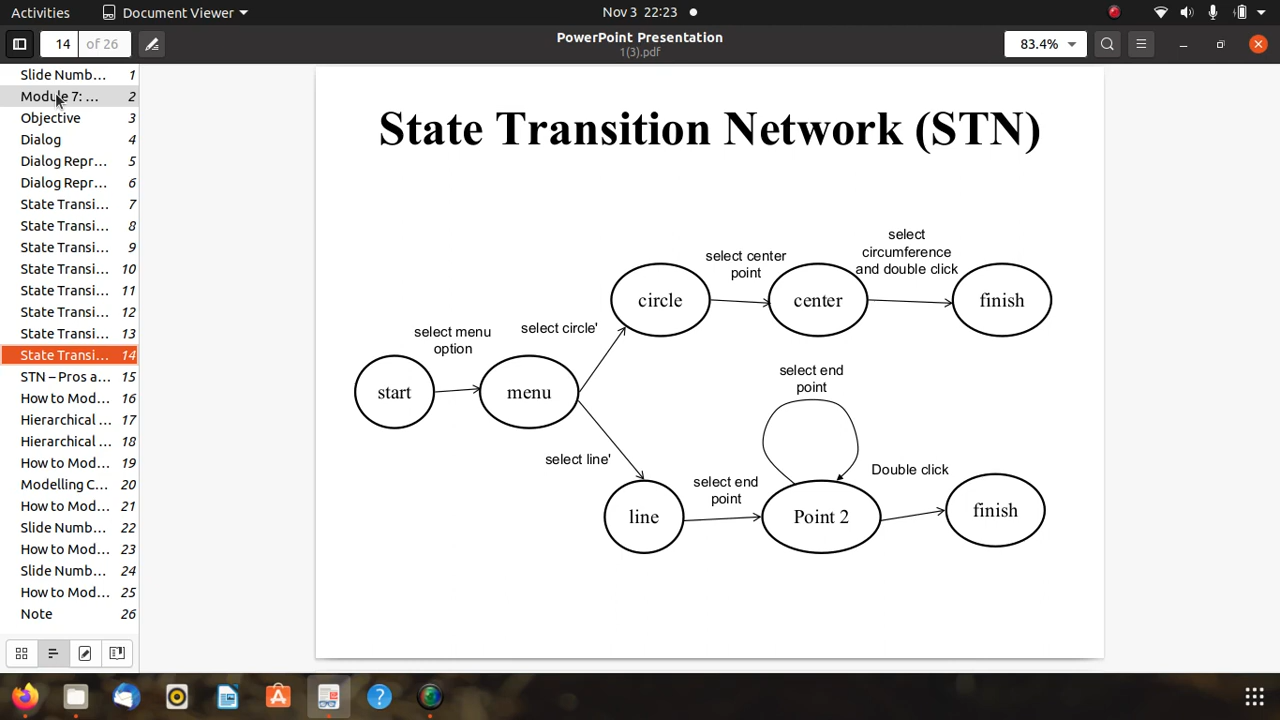 Activities
Document Viewer
Nov 3 22:23
14 of 26
PowerPoint Presentation
1(3).pdf
83.4%
Slide Numb... 1
Module 7: ... 2
Objective 3
Dialog 4
Dialog Repr... 5
Dialog Repr... 6
State Transi... 7
State Transi... 8
State Transi... 9
State Transi... 10
State Transi... 11
State Transi... 12
State Transi... 13
State Transi... 14
STN – Pros a... 15
How to Mod... 16
Hierarchical ... 17
Hierarchical ... 18
How to Mod... 19
Modelling C... 20
How to Mod... 21
Slide Numb... 22
How to Mod... 23
Slide Numb... 24
How to Mod... 25
Note 26
State Transition Network (STN)
select center
point
select
circumference
and double click
circle
center
finish
select menu
option
select circle'
start
menu
select end
point
select line'
select end
point
Double click
line
Point 2
finish